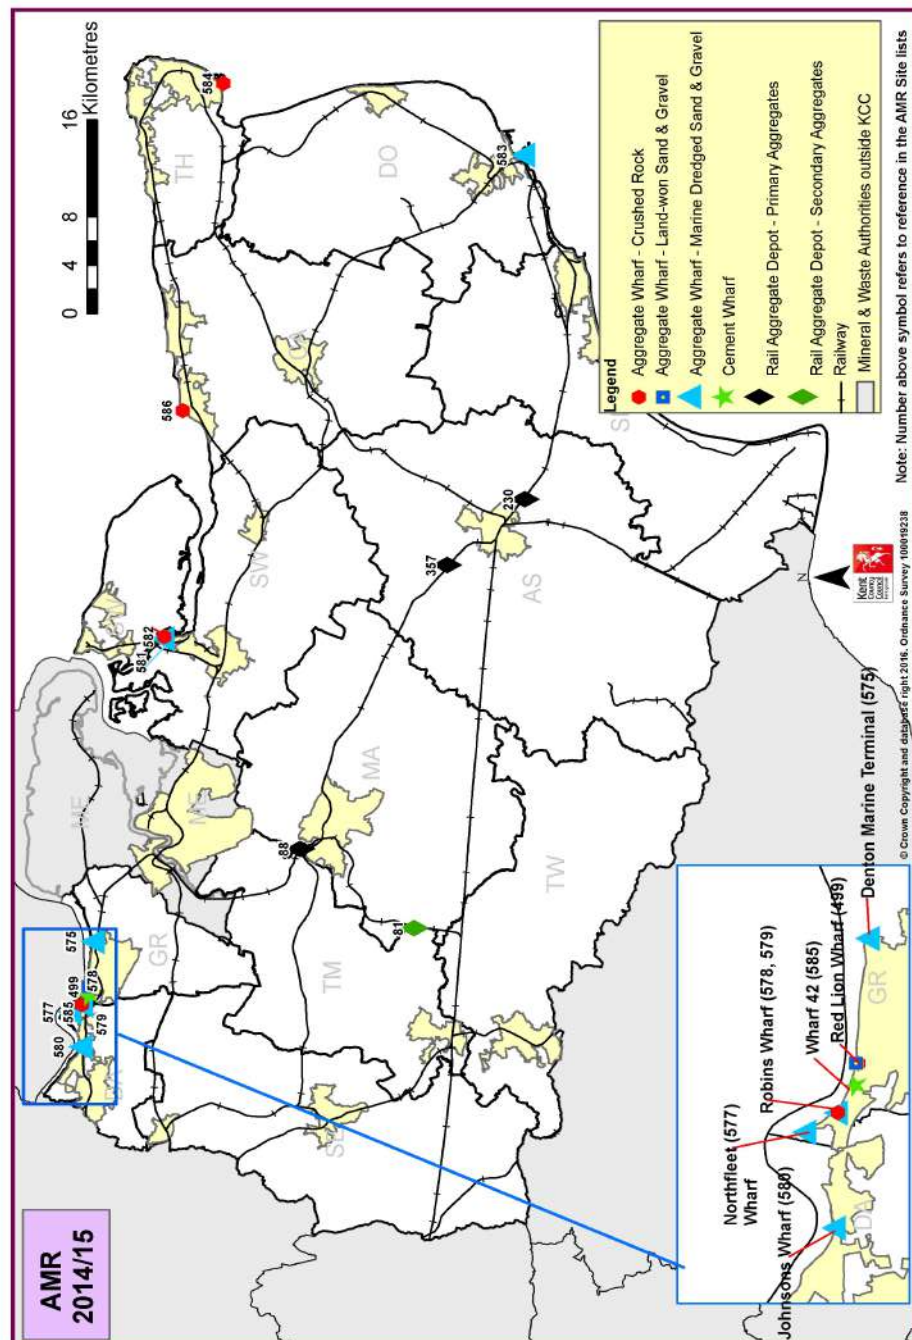 AMR
2014/15
0
4
8
16
Kilometres
TH
DO
SW
AS
MA
ME
ME
GR
TM
TW
DA
584
583
586
582
581
230
357
88
81
575
499
578
585
579
577
580
Legend
Aggregate Wharf - Crushed Rock
Aggregate Wharf - Land-won Sand & Gravel
Aggregate Wharf - Marine Dredged Sand & Gravel
Cement Wharf
Rail Aggregate Depot - Primary Aggregates
Rail Aggregate Depot - Secondary Aggregates
Railway
Mineral & Waste Authorities outside KCC
Note: Number above symbol refers to reference in the AMR Site lists
N
Kent
County
Council
© Crown Copyright and database right 2016. Ordnance Survey 100019238
Johnsons Wharf (580)
Northfleet (577)
Wharf
Robins Wharf (578, 579)
Wharf 42 (585)
Red Lion Wharf (499)
Denton Marine Terminal (575)
GR
DA